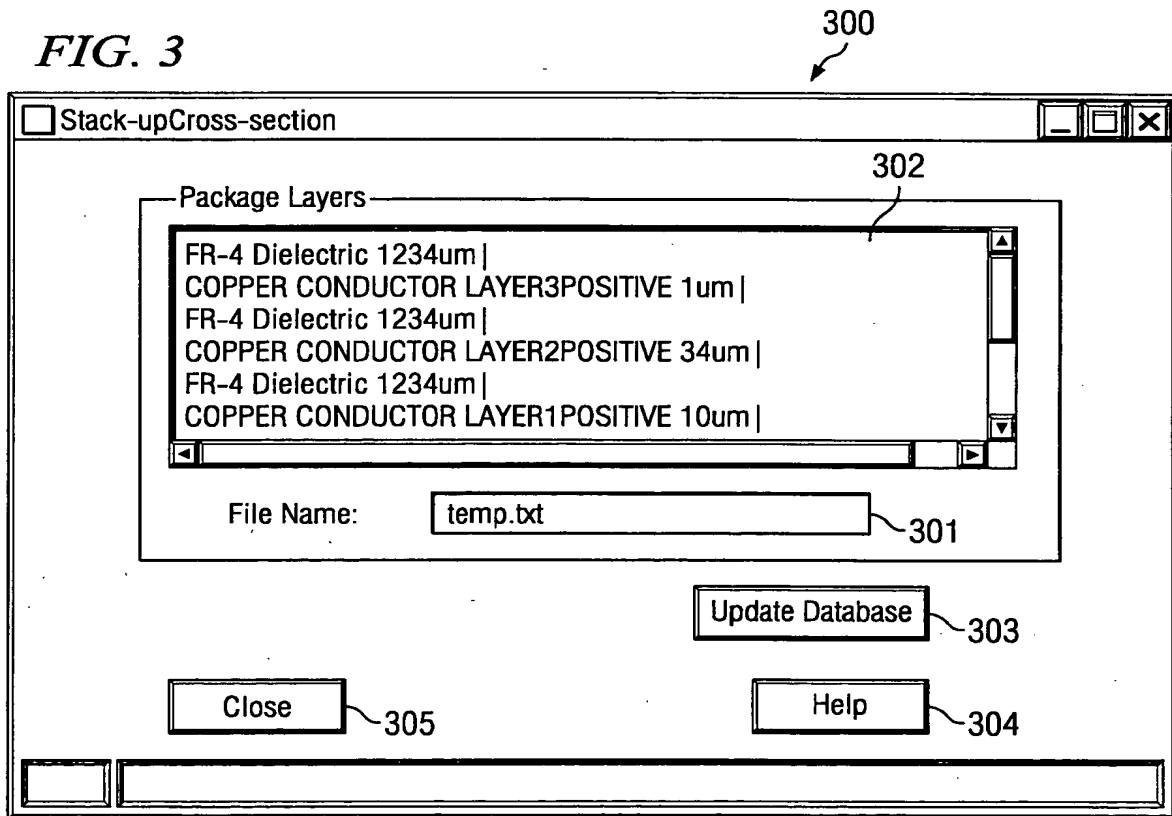 FIG. 3
300
Stack-upCross-section
302
Package Layers
FR-4 Dielectric 1234um|
COPPER CONDUCTOR LAYER3POSITIVE 1um|
FR-4 Dielectric 1234um|
COPPER CONDUCTOR LAYER2POSITIVE 34um|
FR-4 Dielectric 1234um|
COPPER CONDUCTOR LAYER1POSITIVE 10um|
File Name: temp.txt 301
Update Database 303
Close 305 Help 304